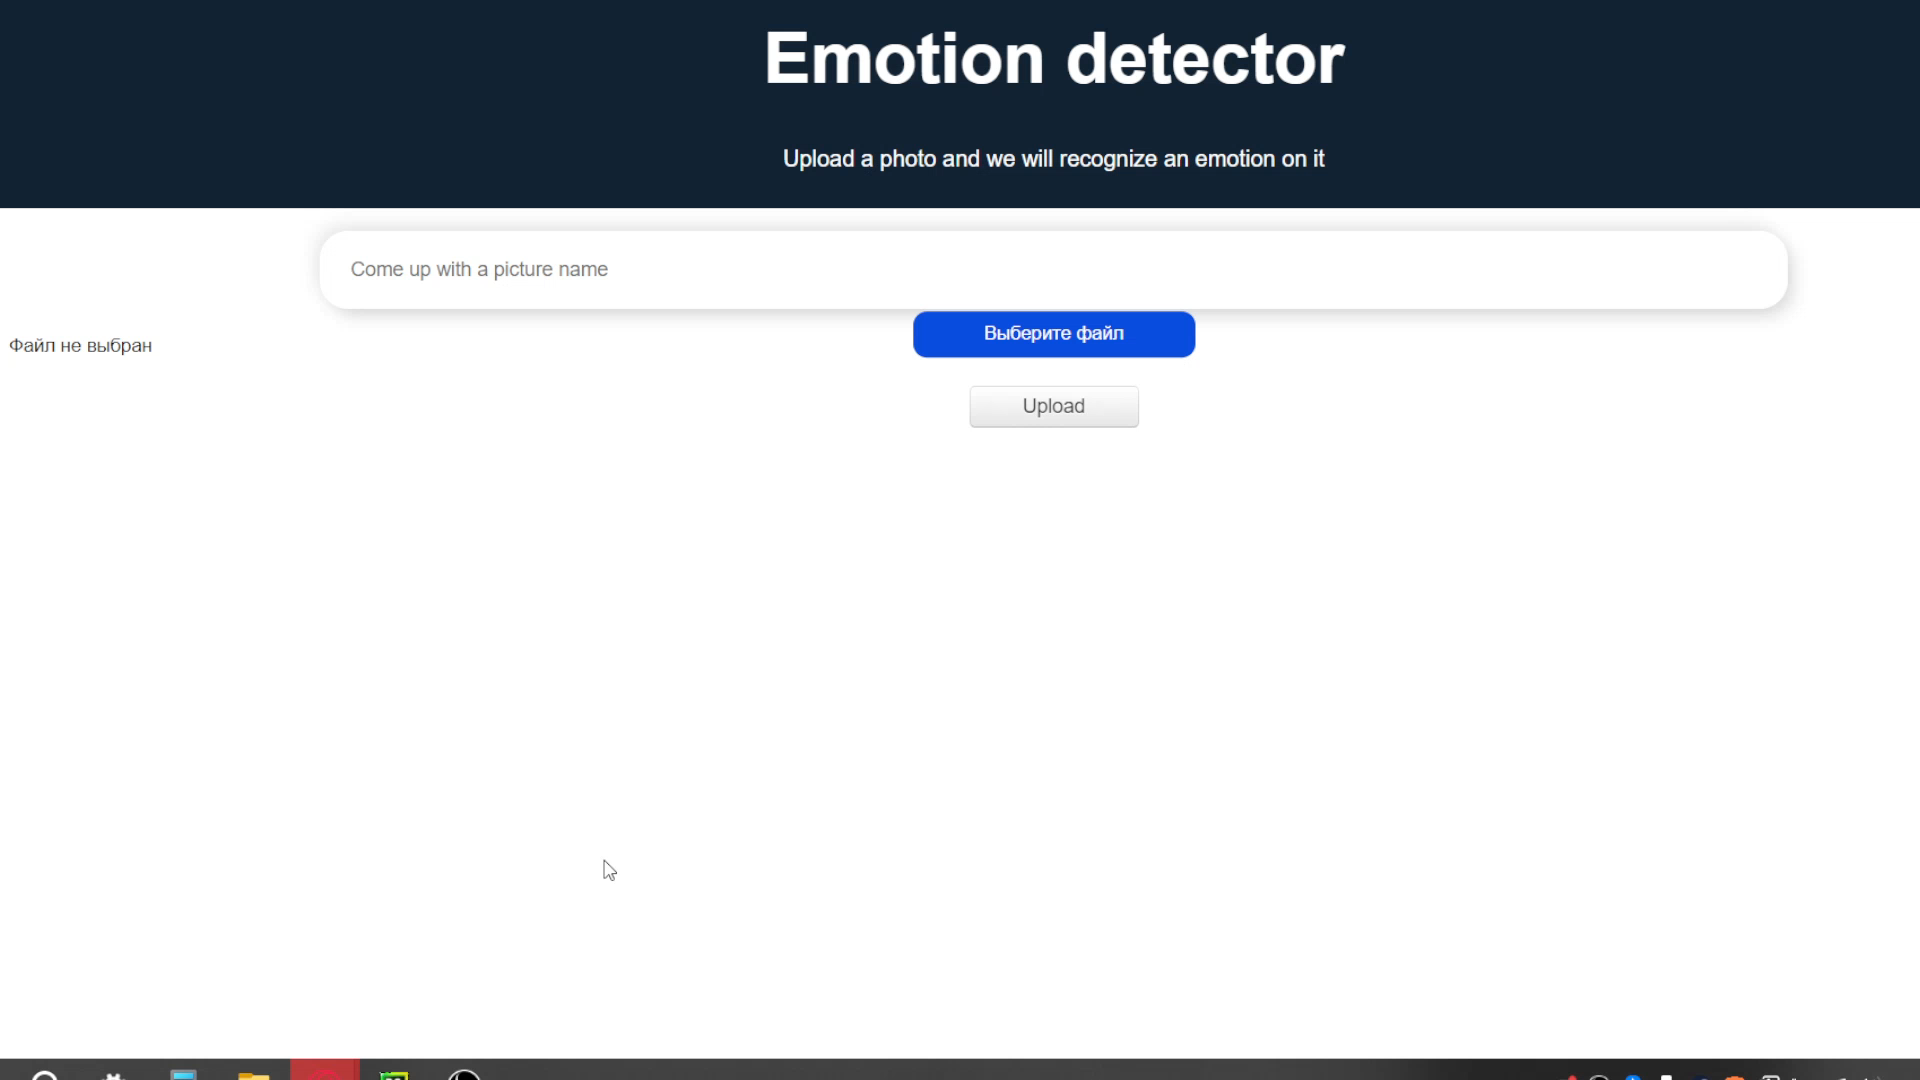 Emotion detector
Upload a photo and we will recognize an emotion on it
Come up with a picture name
Выберите файл
Файл не выбран
Upload